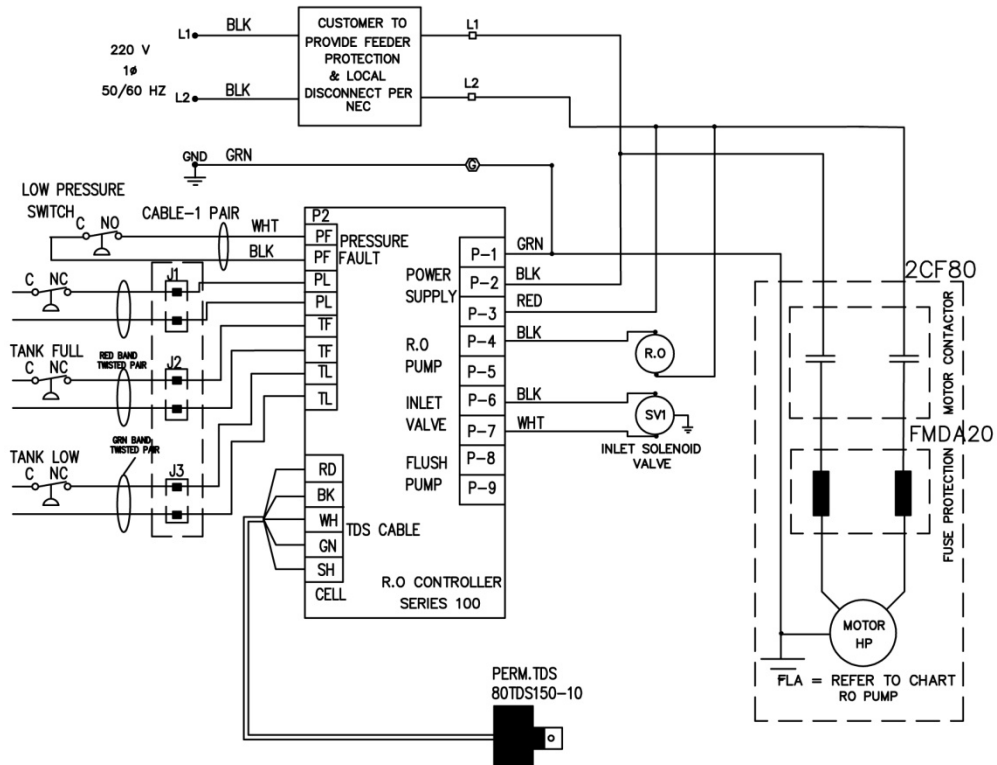 L1
BLK
CUSTOMER TO
PROVIDE FEEDER
PROTECTION
& LOCAL
DISCONNECT PER
NEC
L1
220 V
1ø
50/60 HZ
L2
BLK
L2
GND
GRN
G
LOW PRESSURE
SWITCH
C NO
CABLE-1 PAIR
WHT
BLK
P2
PF
PF
PL
PL
TF
TF
TL
TL
PRESSURE
FAULT
C NC
J1
TANK FULL
C NC
RED BAND
TWISTED PAIR
J2
TANK LOW
C NC
GRN BAND
TWISTED PAIR
J3
POWER
SUPPLY
R.O
PUMP
INLET
VALVE
FLUSH
PUMP
P-1
P-2
P-3
P-4
P-5
P-6
P-7
P-8
P-9
GRN
BLK
RED
BLK
BLK
WHT
R.O
SV1
INLET SOLENOID
VALVE
RD
BK
WH
GN
SH
TDS CABLE
CELL
R.O CONTROLLER
SERIES 100
PERM.TDS
80TDS150-10
2CF80
MOTOR CONTACTOR
FMDA20
FUSE PROTECTION
MOTOR
HP
FLA = REFER TO CHART
RO PUMP